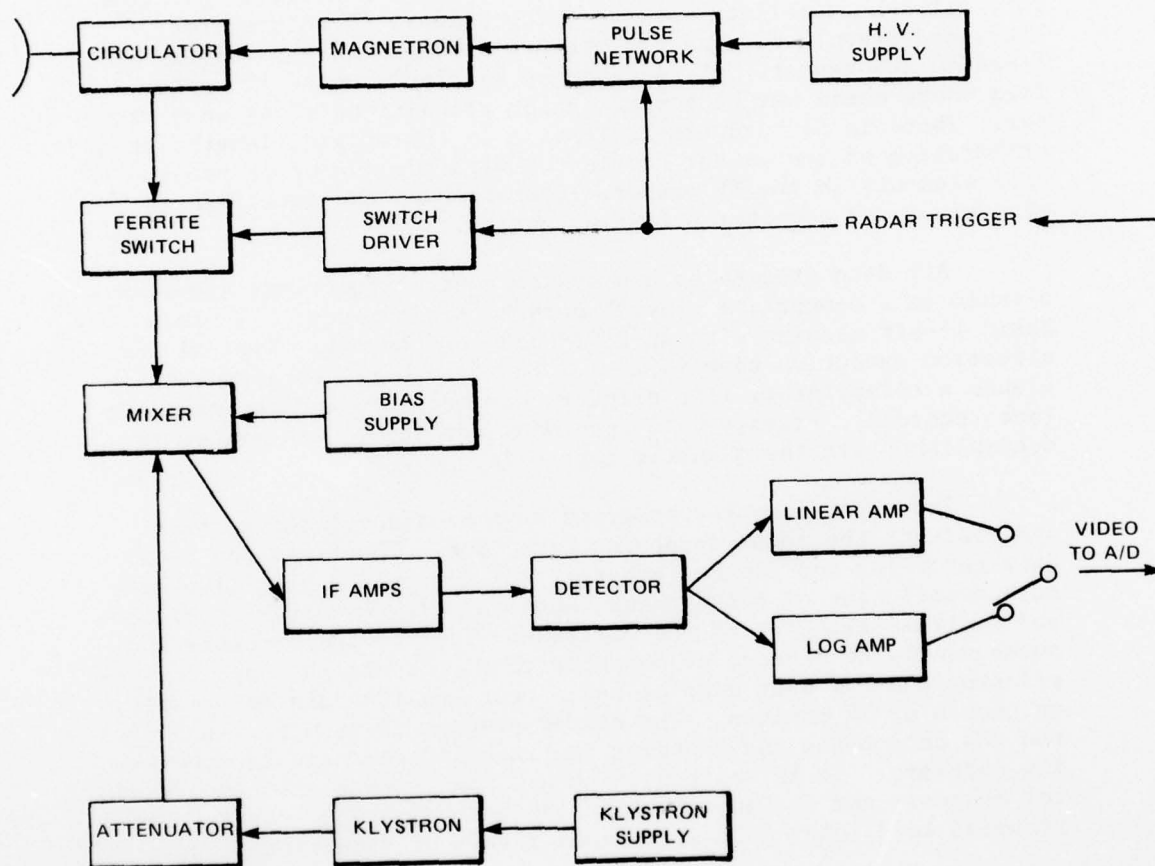 CIRCULATOR
MAGNETRON
PULSE
NETWORK
H. V.
SUPPLY
FERRITE
SWITCH
SWITCH
DRIVER
RADAR TRIGGER
MIXER
BIAS
SUPPLY
LINEAR AMP
VIDEO
TO A/D
IF AMPS
DETECTOR
LOG AMP
ATTENUATOR
KLYSTRON
KLYSTRON
SUPPLY